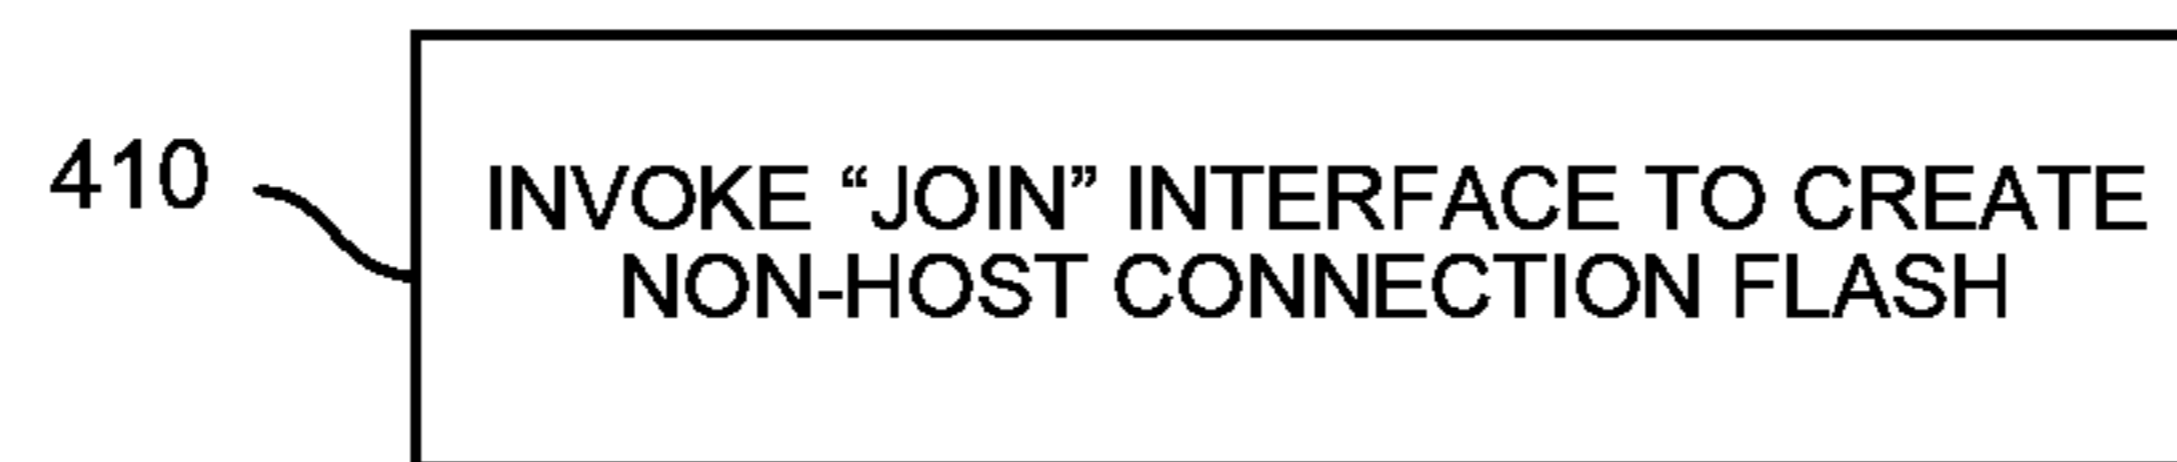 410
INVOKE “JOIN” INTERFACE TO CREATE
NON-HOST CONNECTION FLASH